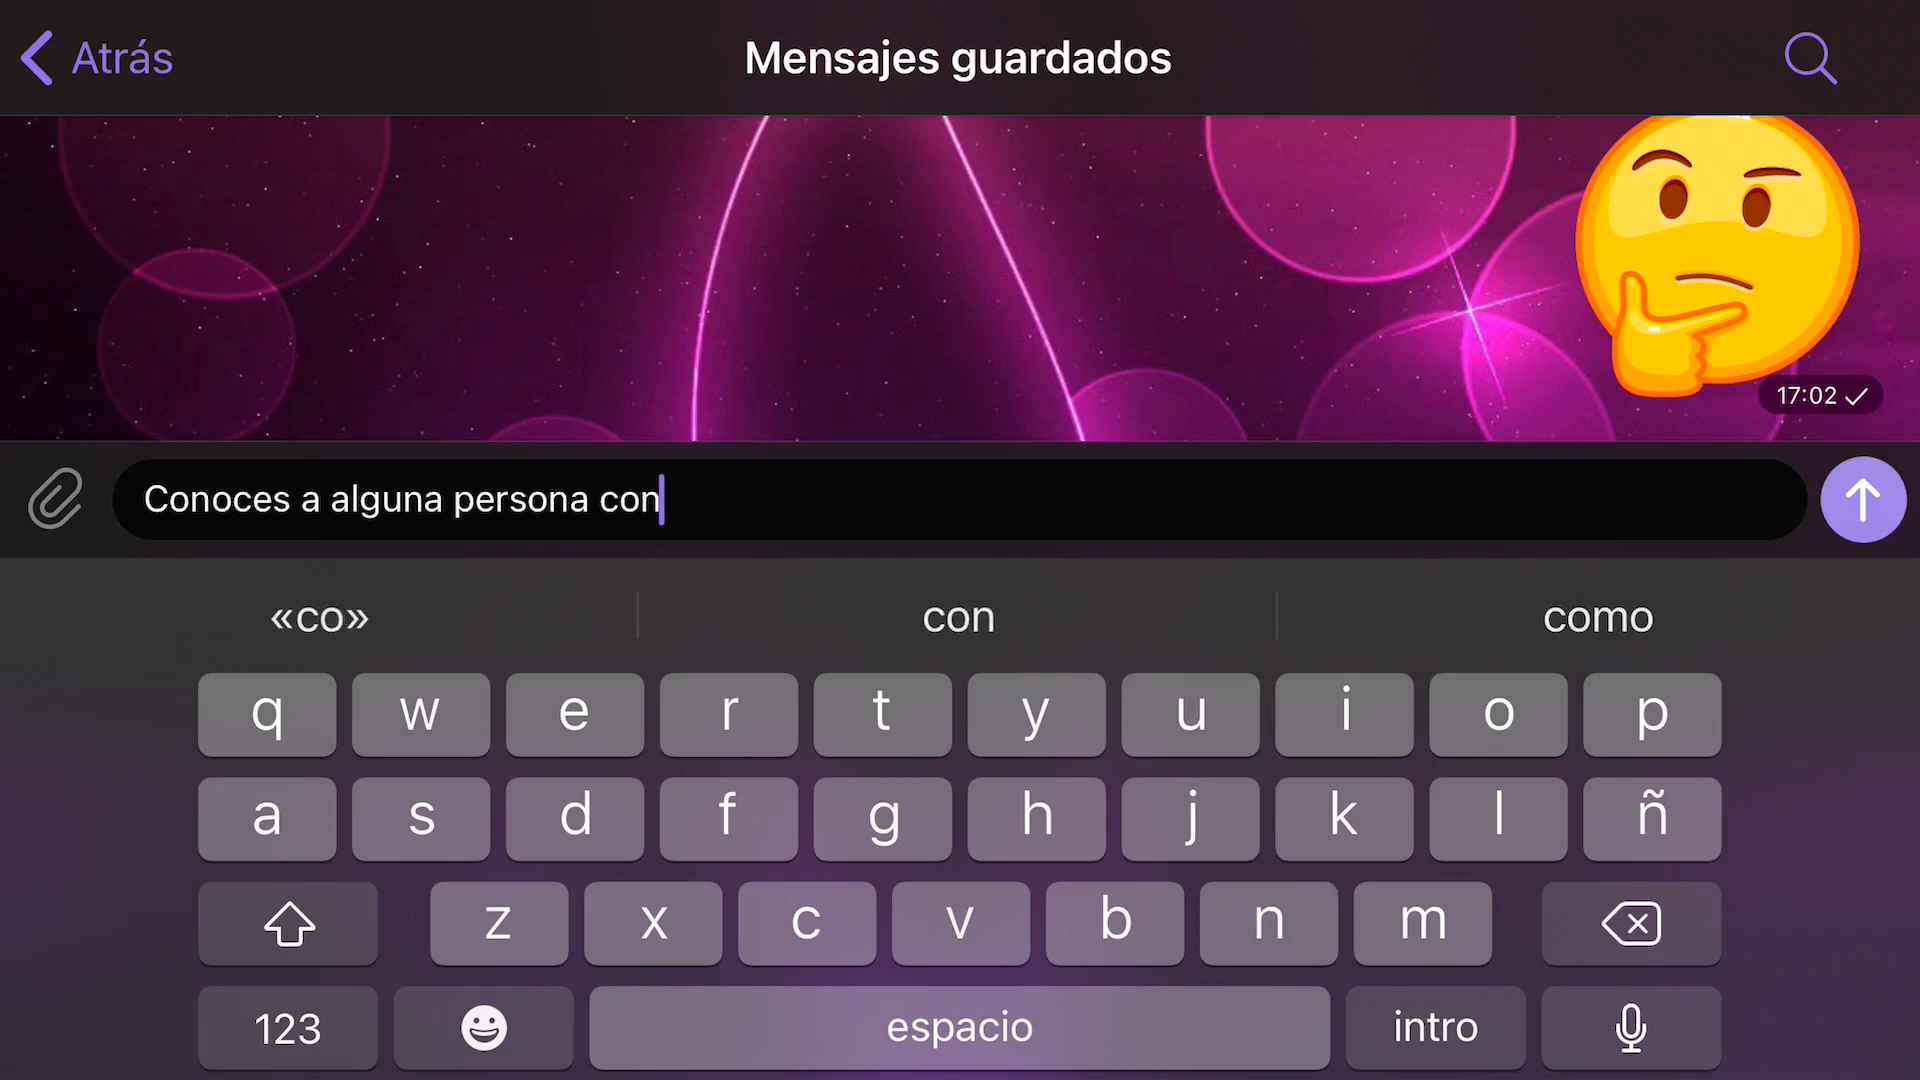 Atrás
Mensajes guardados
17:02
Conoces a alguna persona con
«co» con como
q w e r t y u i o p
a s d f g h j k l ñ
z x c v b n m
123 espacio intro